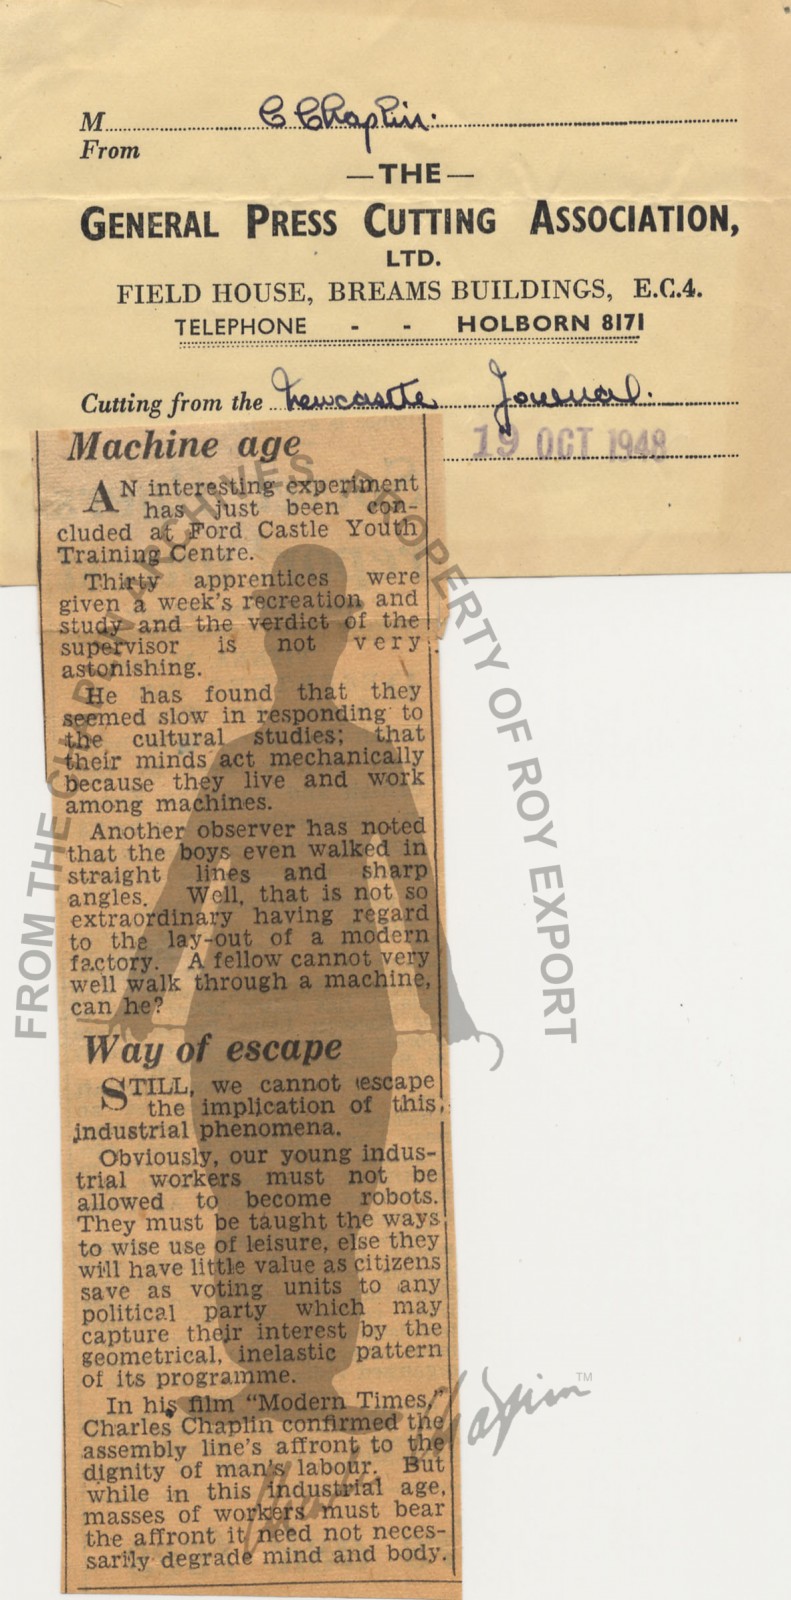 M C Chaplin.
From
— THE —
GENERAL PRESS CUTTING ASSOCIATION,
LTD.
FIELD HOUSE, BREAMS BUILDINGS, E.C.4.
TELEPHONE - - HOLBORN 8171
Cutting from the Newcastle Journal.
19 OCT 1948
Machine age
AN interesting experiment
has just been con-
cluded at Ford Castle Youth
Training Centre.
Thirty apprentices were
given a week's recreation and
study and the verdict of the
supervisor is not very
astonishing.
He has found that they
seemed slow in responding to
the cultural studies; that
their minds act mechanically
because they live and work
among machines.
Another observer has noted
that the boys even walked in
straight lines and sharp
angles. Well, that is not so
extraordinary having regard
to the lay-out of a modern
factory. A fellow cannot very
well walk through a machine,
can he?
Way of escape
STILL, we cannot escape
the implication of this
industrial phenomena.
Obviously, our young indus-
trial workers must not be
allowed to become robots.
They must be taught the ways
to wise use of leisure, else they
will have little value as citizens
save as voting units to any
political party which may
capture their interest by the
geometrical, inelastic pattern
of its programme.
In his film "Modern Times,"
Charles Chaplin confirmed the
assembly line's affront to the
dignity of man's labour. But
while in this industrial age,
masses of workers must bear
the affront it need not neces-
sarily degrade mind and body.
FROM THE CHAPLIN ARCHIVES, PROPERTY OF ROY EXPORT
Charlie Chaplin™